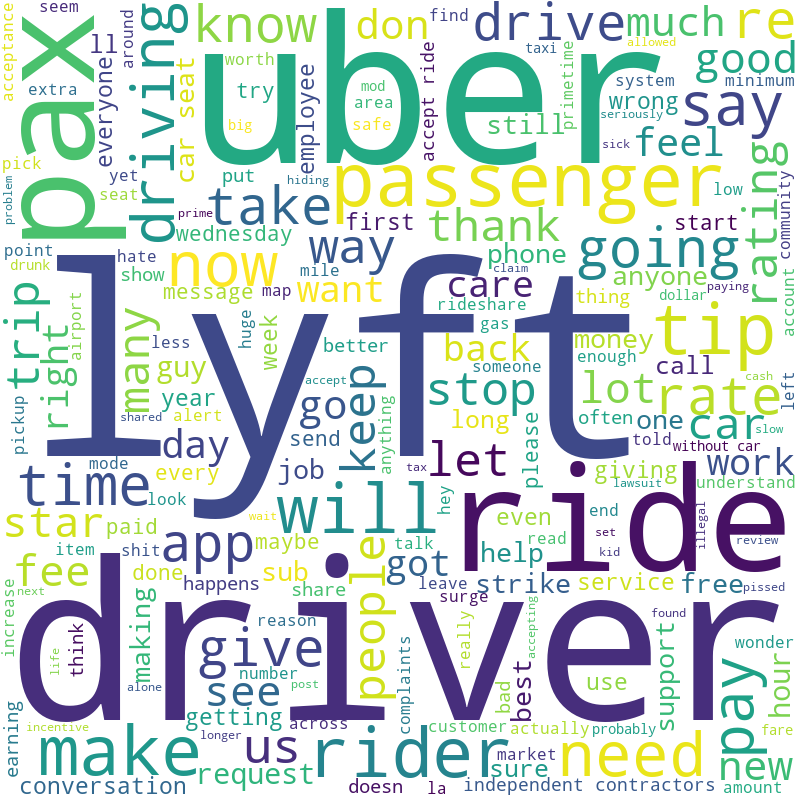 seem
find
acceptance
around
know
don
drive
much
re
taxi
allowed
pax
driving
uber
ll
worth
mod
primetime
system
good
minimum
extra
everyone
car seat
try
area
employee
accept ride
wrong
seriously
say
big
safe
still
sick
feel
pick
yet
put
hiding
passenger
low
problem
seat
prime
take
first
thank
start
rating
community
wednesday
point
now
way
phone
going
drunk
hate
mile
claim
care
anyone
paying
show
message
map
want
rideshare
thing
dollar
account
trip
airport
many
lyft
gas
tip
right
less
huge
week
better
back
money
enough
someone
call
guy
accept
stop
lot
rate
left
year
go
keep
pickup
shared
alert
long
often
one
car
cash
day
send
anything
please
told
slow
mode
let
without car
time
every
job
tax
giving
work
look
will
hey
ride
lawsuit
understand
star
paid
app
wait
even
end
set
illegal
item
shit
maybe
talk
read
kid
review
people
got
help
fee
done
sub
happens
share
leave
strike
service
free
pissed
increase
next
making
surge
found
think
driver
give
reason
really
accepting
wonder
life
see
number
complaints
best
support
hour
alone
post
bad
use
pay
getting
across
customer
actually
probably
fare
incentive
longer
earning
make
us
rider
market
need
new
request
sure
conversation
doesn
la
independent contractors
amount